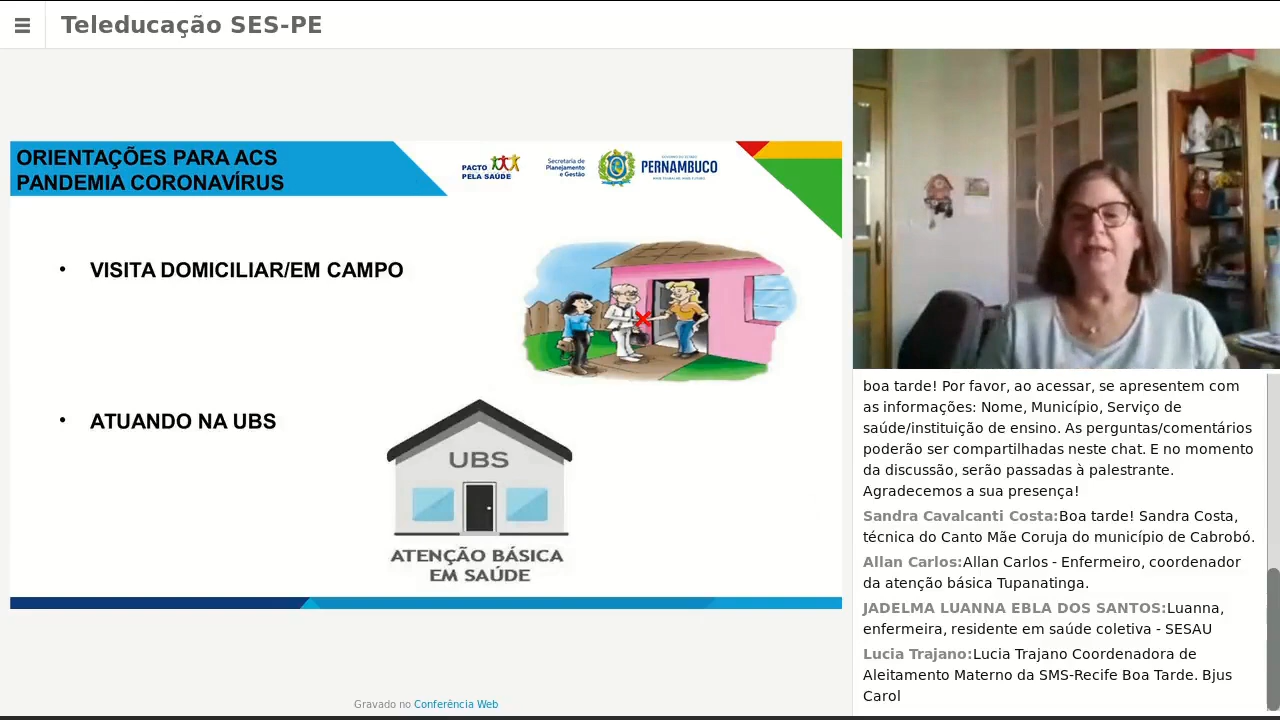 Teleducação SES-PE
ORIENTAÇÕES PARA ACS
PANDEMIA CORONAVÍRUS
PACTO
PELA SAÚDE
Secretaria de
Planejamento
e Gestão
PERNAMBUCO
• VISITA DOMICILIAR/EM CAMPO
• ATUANDO NA UBS
UBS
ATENÇÃO BÁSICA
EM SAÚDE
Gravado no Conferência Web
boa tarde! Por favor, ao acessar, se apresentem com
as informações: Nome, Município, Serviço de
saúde/instituição de ensino. As perguntas/comentários
poderão ser compartilhadas neste chat. E no momento
da discussão, serão passadas à palestrante.
Agradecemos a sua presença!
Sandra Cavalcanti Costa:Boa tarde! Sandra Costa,
técnica do Canto Mãe Coruja do município de Cabrobó.
Allan Carlos:Allan Carlos - Enfermeiro, coordenador
da atenção básica Tupanatinga.
JADELMA LUANNA EBLA DOS SANTOS:Luanna,
enfermeira, residente em saúde coletiva - SESAU
Lucia Trajano:Lucia Trajano Coordenadora de
Aleitamento Materno da SMS-Recife Boa Tarde. Bjus
Carol